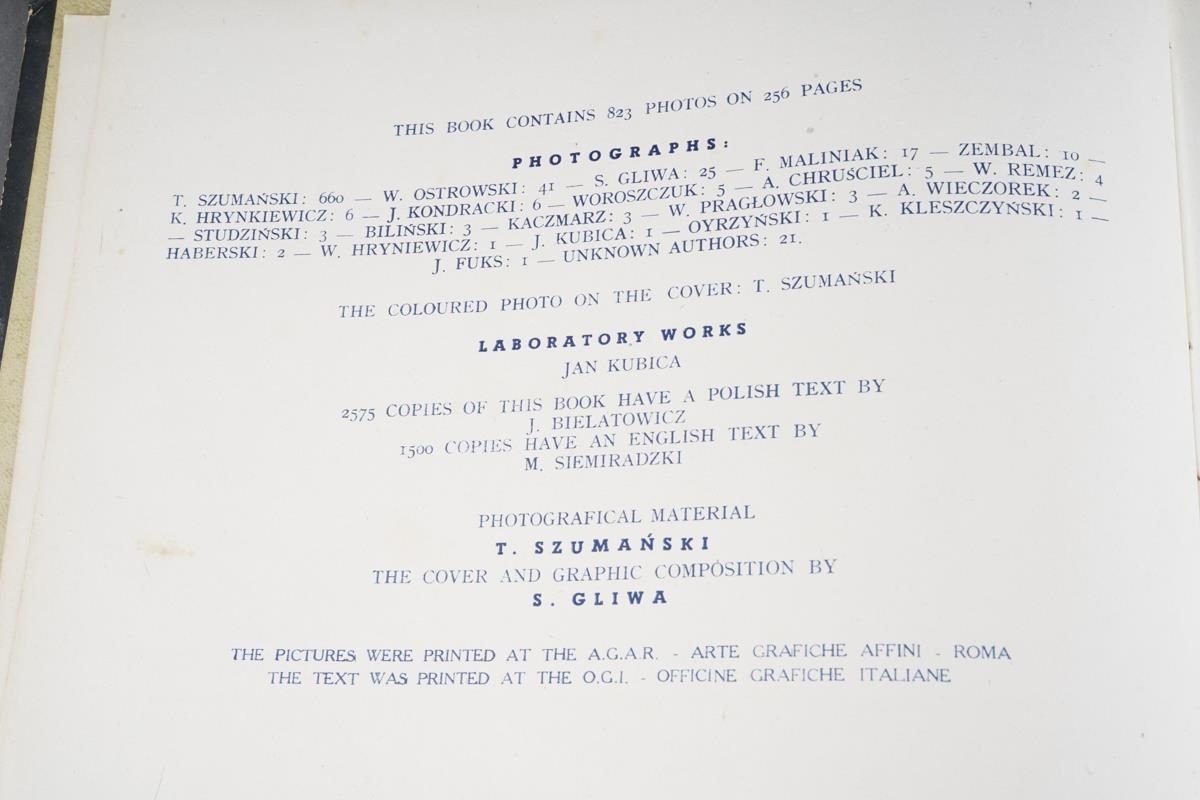 THIS BOOK CONTAINS 823 PHOTOS ON 256 PAGES
PHOTOGRAPHS:
T. SZUMAŃSKI: 660 — W. OSTROWSKI: 41 — S. GLIWA: 25 — F. MALINIAK: 17 — ZEMBAL: 10 —
K. HRYNKIEWICZ: 6 — J. KONDRACKI: 6 — WOROSZCZUK: 5 — A. CHRUŚCIEL: 5 — W. REMEZ: 4
— STUDZIŃSKI: 3 — BILIŃSKI: 3 — KACZMARZ: 3 — W. PRAGŁOWSKI: 3 — A. WIECZOREK: 2 —
HABERSKI: 2 — W. HRYNIEWICZ: 1 — J. KUBICA: 1 — OYRZYŃSKI: 1 — K. KLESZCZYŃSKI: 1 —
J. FUKS: 1 — UNKNOWN AUTHORS: 21.
THE COLOURED PHOTO ON THE COVER: T. SZUMAŃSKI
LABORATORY WORKS
JAN KUBICA
2575 COPIES OF THIS BOOK HAVE A POLISH TEXT BY
J. BIELATOWICZ
1500 COPIES HAVE AN ENGLISH TEXT BY
M. SIEMIRADZKI
PHOTOGRAFICAL MATERIAL
T. SZUMAŃSKI
THE COVER AND GRAPHIC COMPOSITION BY
S. GLIWA
THE PICTURES WERE PRINTED AT THE A.G.A.R. - ARTE GRAFICHE AFFINI - ROMA
THE TEXT WAS PRINTED AT THE O.G.I. - OFFICINE GRAFICHE ITALIANE